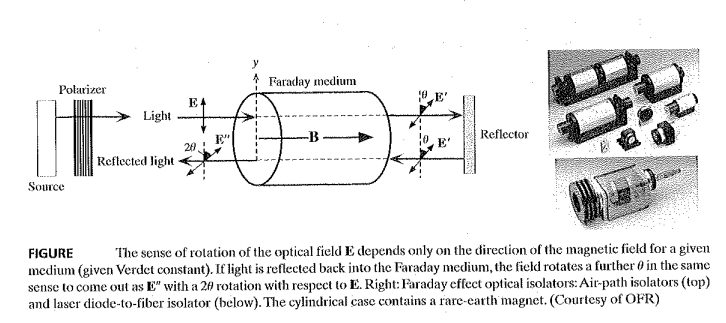 y
Faraday medium
Polarizer
θ E′
E
Light
B
Reflector
2θ E″
θ E′
Reflected light
Source
FIGURE The sense of rotation of the optical field E depends only on the direction of the magnetic field for a given
medium (given Verdet constant). If light is reflected back into the Faraday medium, the field rotates a further θ in the same
sense to come out as E″ with a 2θ rotation with respect to E. Right: Faraday effect optical isolators: Air-path isolators (top)
and laser diode-to-fiber isolator (below). The cylindrical case contains a rare-earth magnet. (Courtesy of OFR)